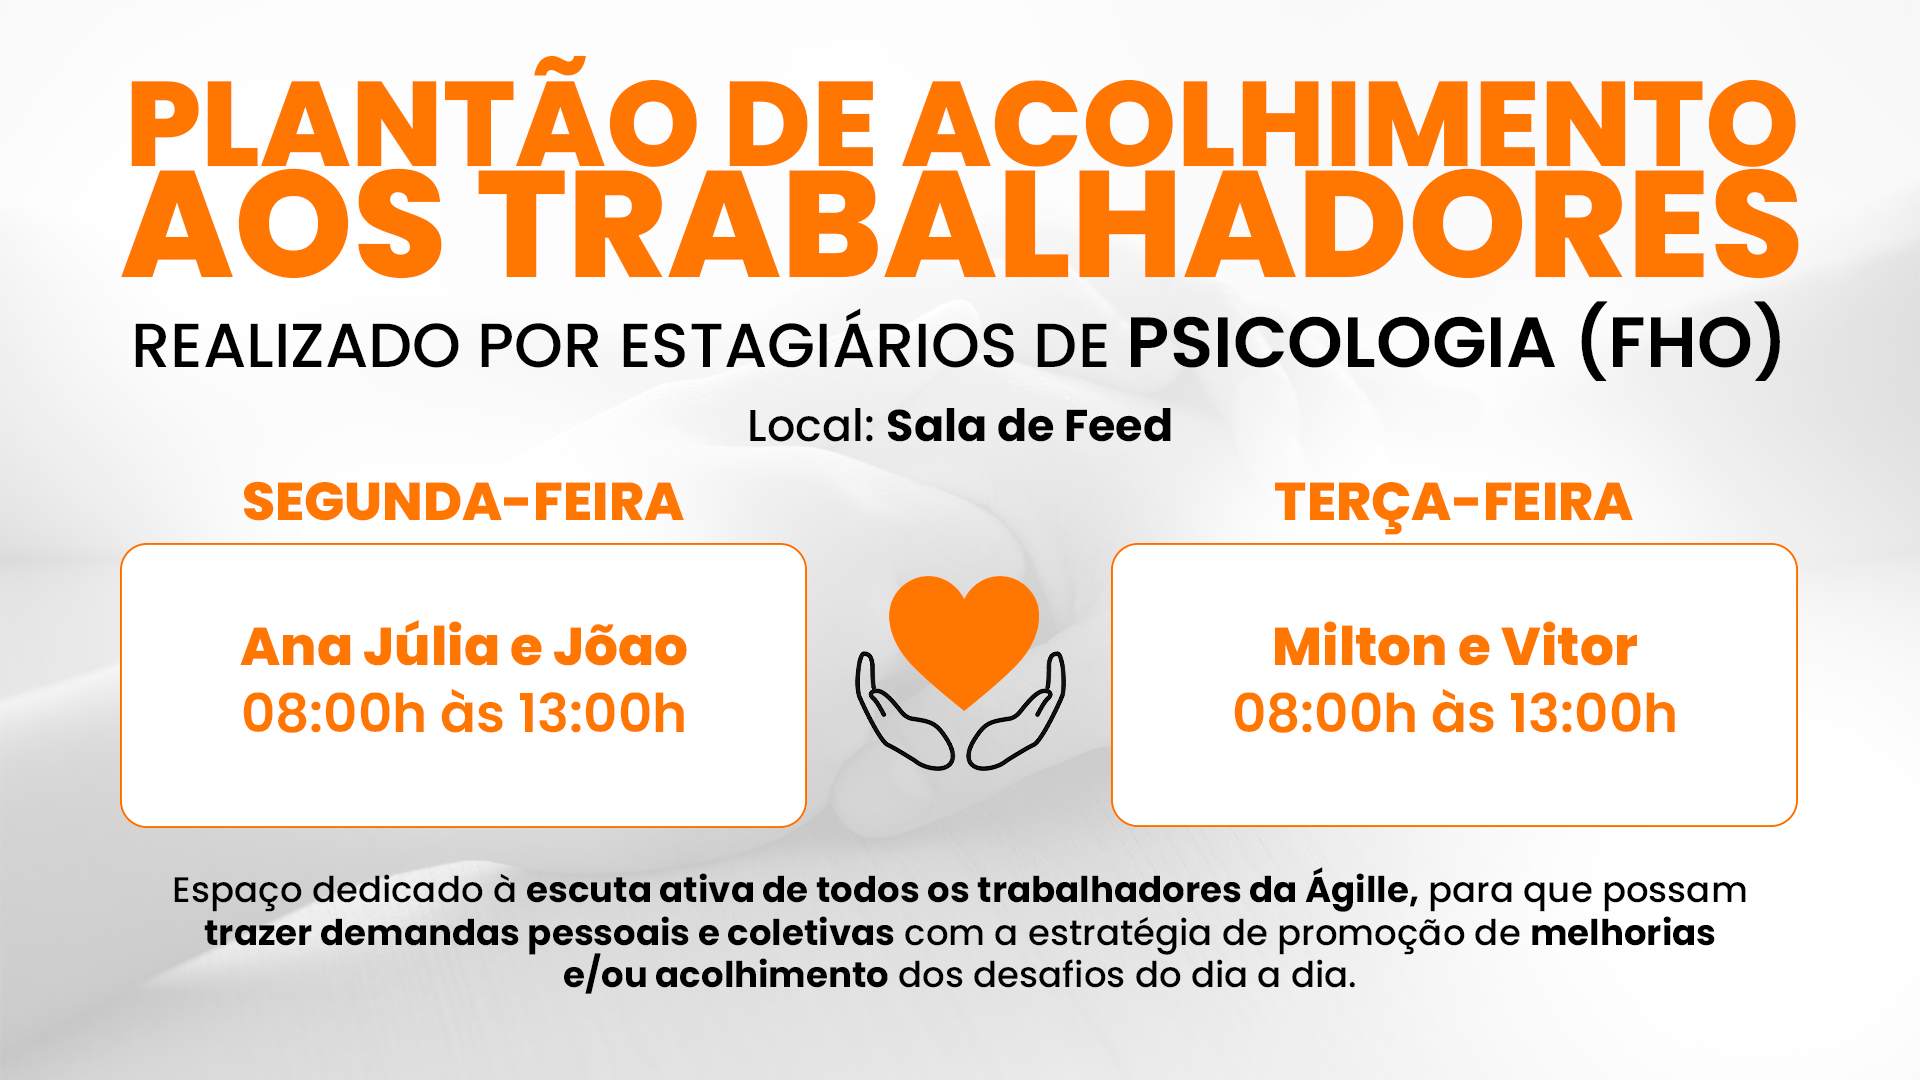 PLANTÃO DE ACOLHIMENTO
AOS TRABALHADORES
REALIZADO POR ESTAGIÁRIOS DE PSICOLOGIA (FHO)
Local: Sala de Feed
SEGUNDA-FEIRA
Ana Júlia e Jõao
08:00h às 13:00h
TERÇA-FEIRA
Milton e Vitor
08:00h às 13:00h
Espaço dedicado à escuta ativa de todos os trabalhadores da Ágille, para que possam
trazer demandas pessoais e coletivas com a estratégia de promoção de melhorias
e/ou acolhimento dos desafios do dia a dia.